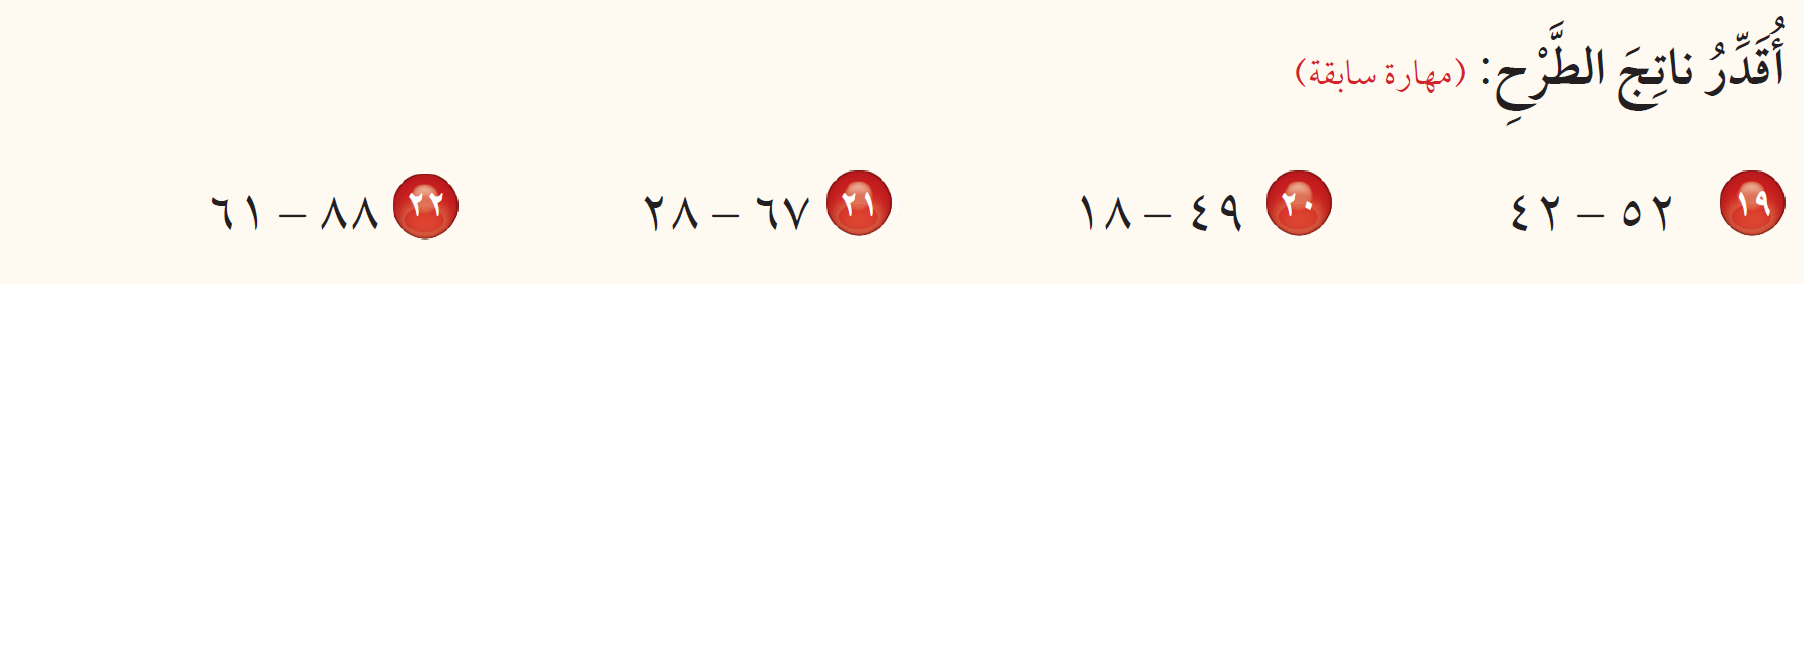 أُقَدِّرُ ناتِجَ الطَّرْحِ: (مهارة سابقة)
١٩ ٥٢ – ٤٢ ٢٠ ٤٩ – ١٨ ٢١ ٦٧ – ٢٨ ٢٢ ٨٨ – ٦١